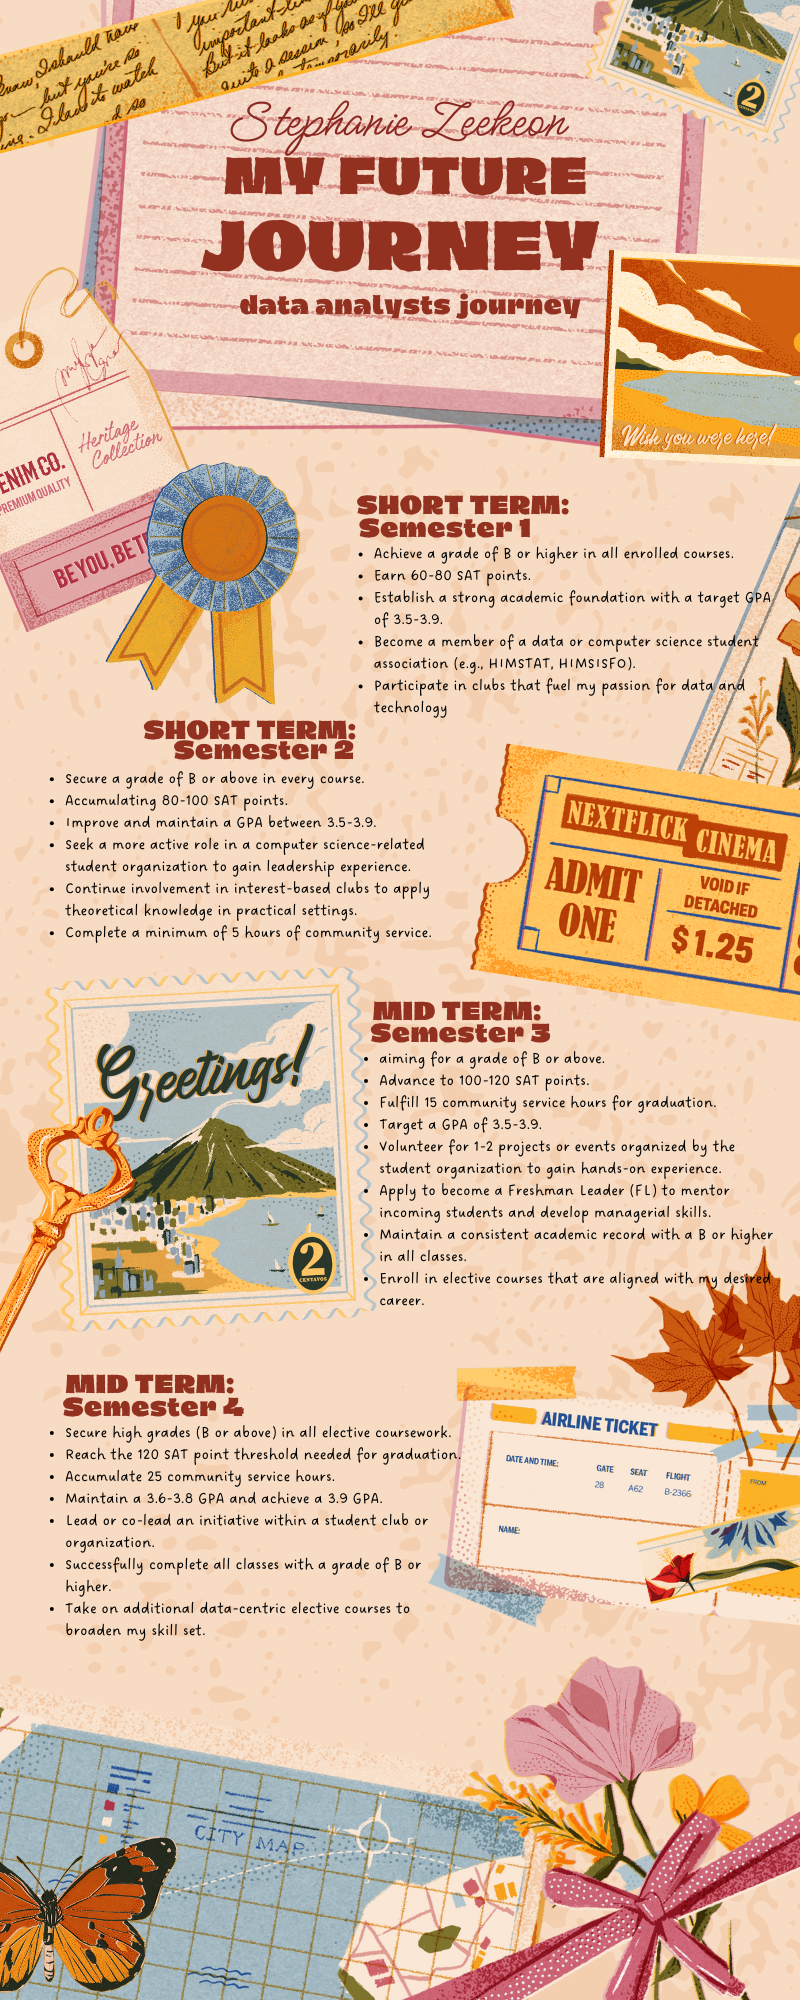 I should have
but you're so
I had to watch
d so
important
But it looks as if you
quite a session so I'll go
2
Stephanie Zeekeon
MY FUTURE
JOURNEY
data analysts journey
Wish you were here!
Heritage
Collection
ENIM CO.
PREMIUM QUALITY
BE YOU, BET
SHORT TERM:
Semester 1
• Achieve a grade of B or higher in all enrolled courses.
• Earn 60-80 SAT points.
• Establish a strong academic foundation with a target GPA
of 3.5-3.9.
• Become a member of a data or computer science student
association (e.g., HIMSTAT, HIMSISFO).
• Participate in clubs that fuel my passion for data and
technology
SHORT TERM:
Semester 2
• Secure a grade of B or above in every course.
• Accumulating 80-100 SAT points.
• Improve and maintain a GPA between 3.5-3.9.
• Seek a more active role in a computer science-related
student organization to gain leadership experience.
• Continue involvement in interest-based clubs to apply
theoretical knowledge in practical settings.
• Complete a minimum of 5 hours of community service.
NEXTFLICK CINEMA
ADMIT
ONE
VOID IF
DETACHED
$1.25
Greetings!
2
CENTAVOS
MID TERM:
Semester 3
• aiming for a grade of B or above.
• Advance to 100-120 SAT points.
• Fulfill 15 community service hours for graduation.
• Target a GPA of 3.5-3.9.
• Volunteer for 1-2 projects or events organized by the
student organization to gain hands-on experience.
• Apply to become a Freshman Leader (FL) to mentor
incoming students and develop managerial skills.
• Maintain a consistent academic record with a B or higher
in all classes.
• Enroll in elective courses that are aligned with my desired
career.
MID TERM:
Semester 4
• Secure high grades (B or above) in all elective coursework.
• Reach the 120 SAT point threshold needed for graduation.
• Accumulate 25 community service hours.
• Maintain a 3.6-3.8 GPA and achieve a 3.9 GPA.
• Lead or co-lead an initiative within a student club or
organization.
• Successfully complete all classes with a grade of B or
higher.
• Take on additional data-centric elective courses to
broaden my skill set.
AIRLINE TICKET
DATE AND TIME: GATE SEAT FLIGHT
28 A62 B-2366
NAME:
FROM
CITY MAP